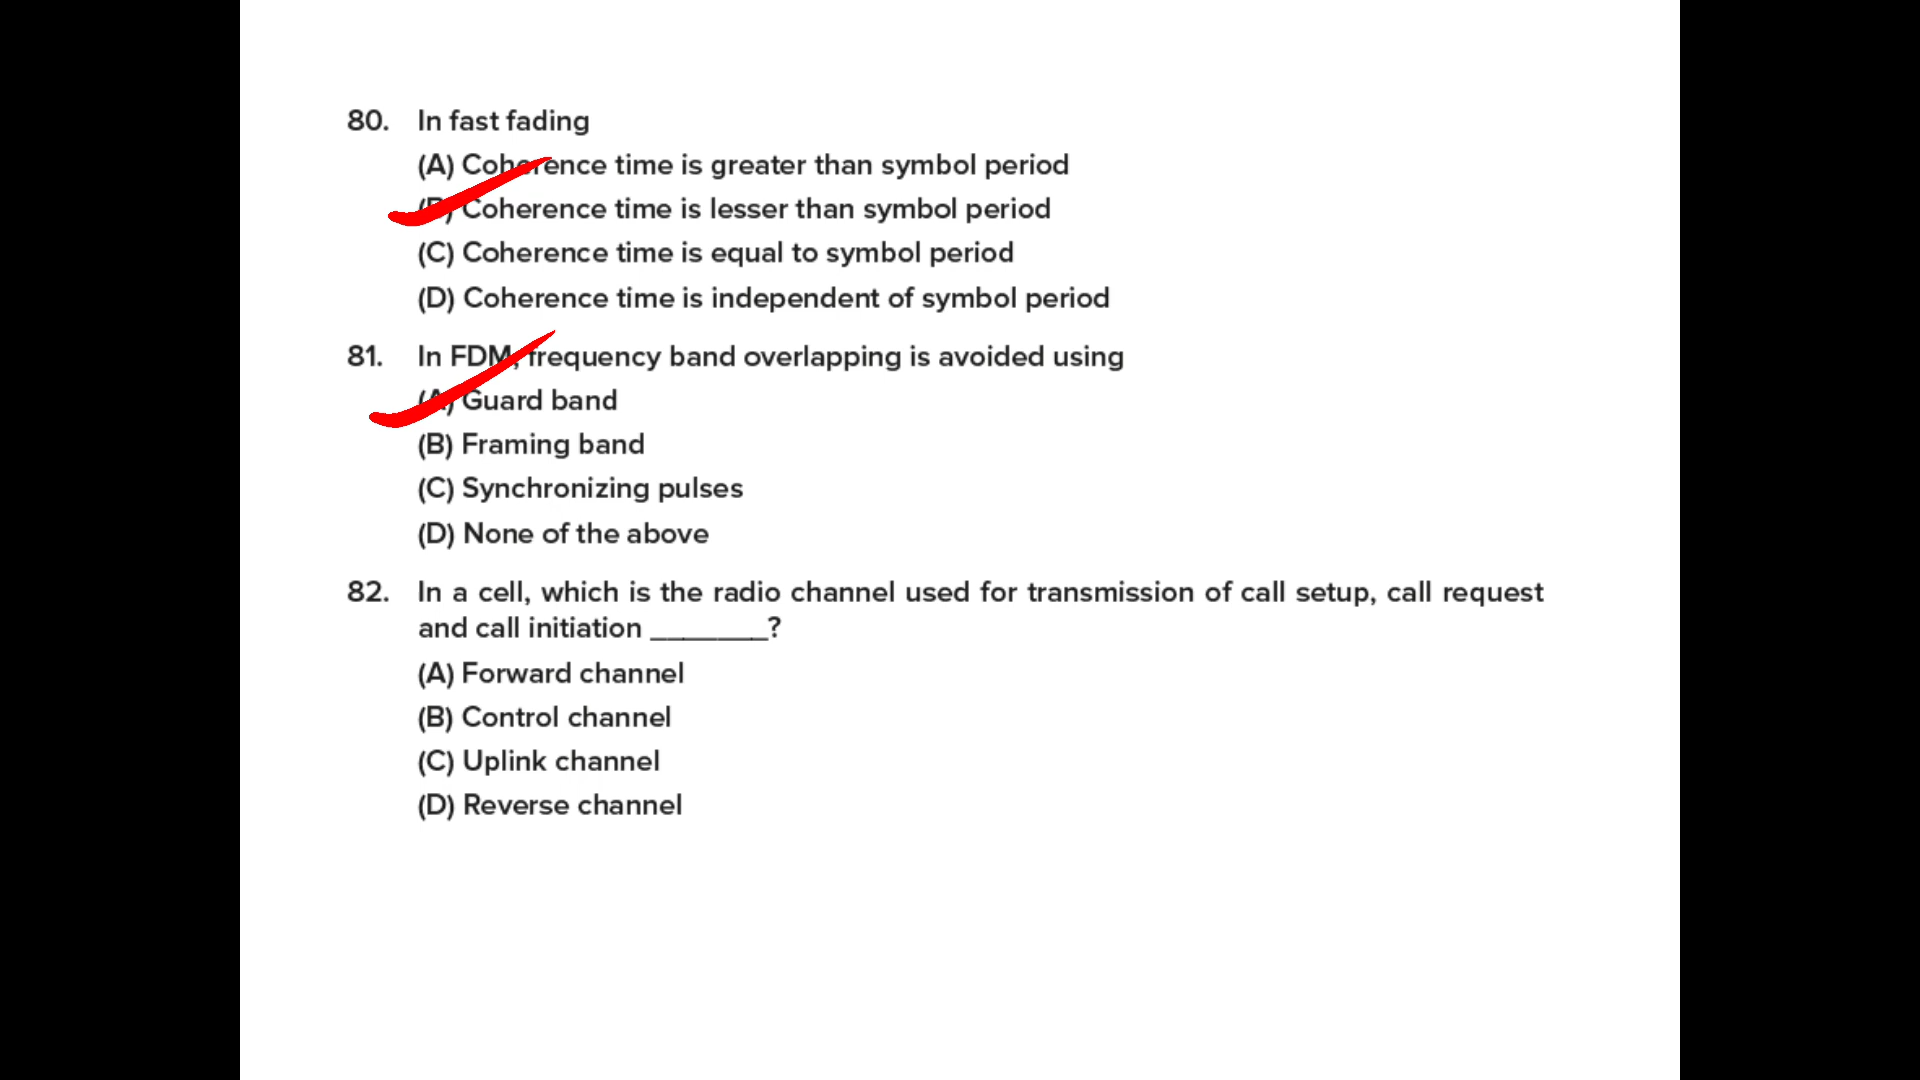 80. In fast fading
(A) Coherence time is greater than symbol period
(B) Coherence time is lesser than symbol period
(C) Coherence time is equal to symbol period
(D) Coherence time is independent of symbol period
81. In FDM, frequency band overlapping is avoided using
(A) Guard band
(B) Framing band
(C) Synchronizing pulses
(D) None of the above
82. In a cell, which is the radio channel used for transmission of call setup, call request
and call initiation ________?
(A) Forward channel
(B) Control channel
(C) Uplink channel
(D) Reverse channel